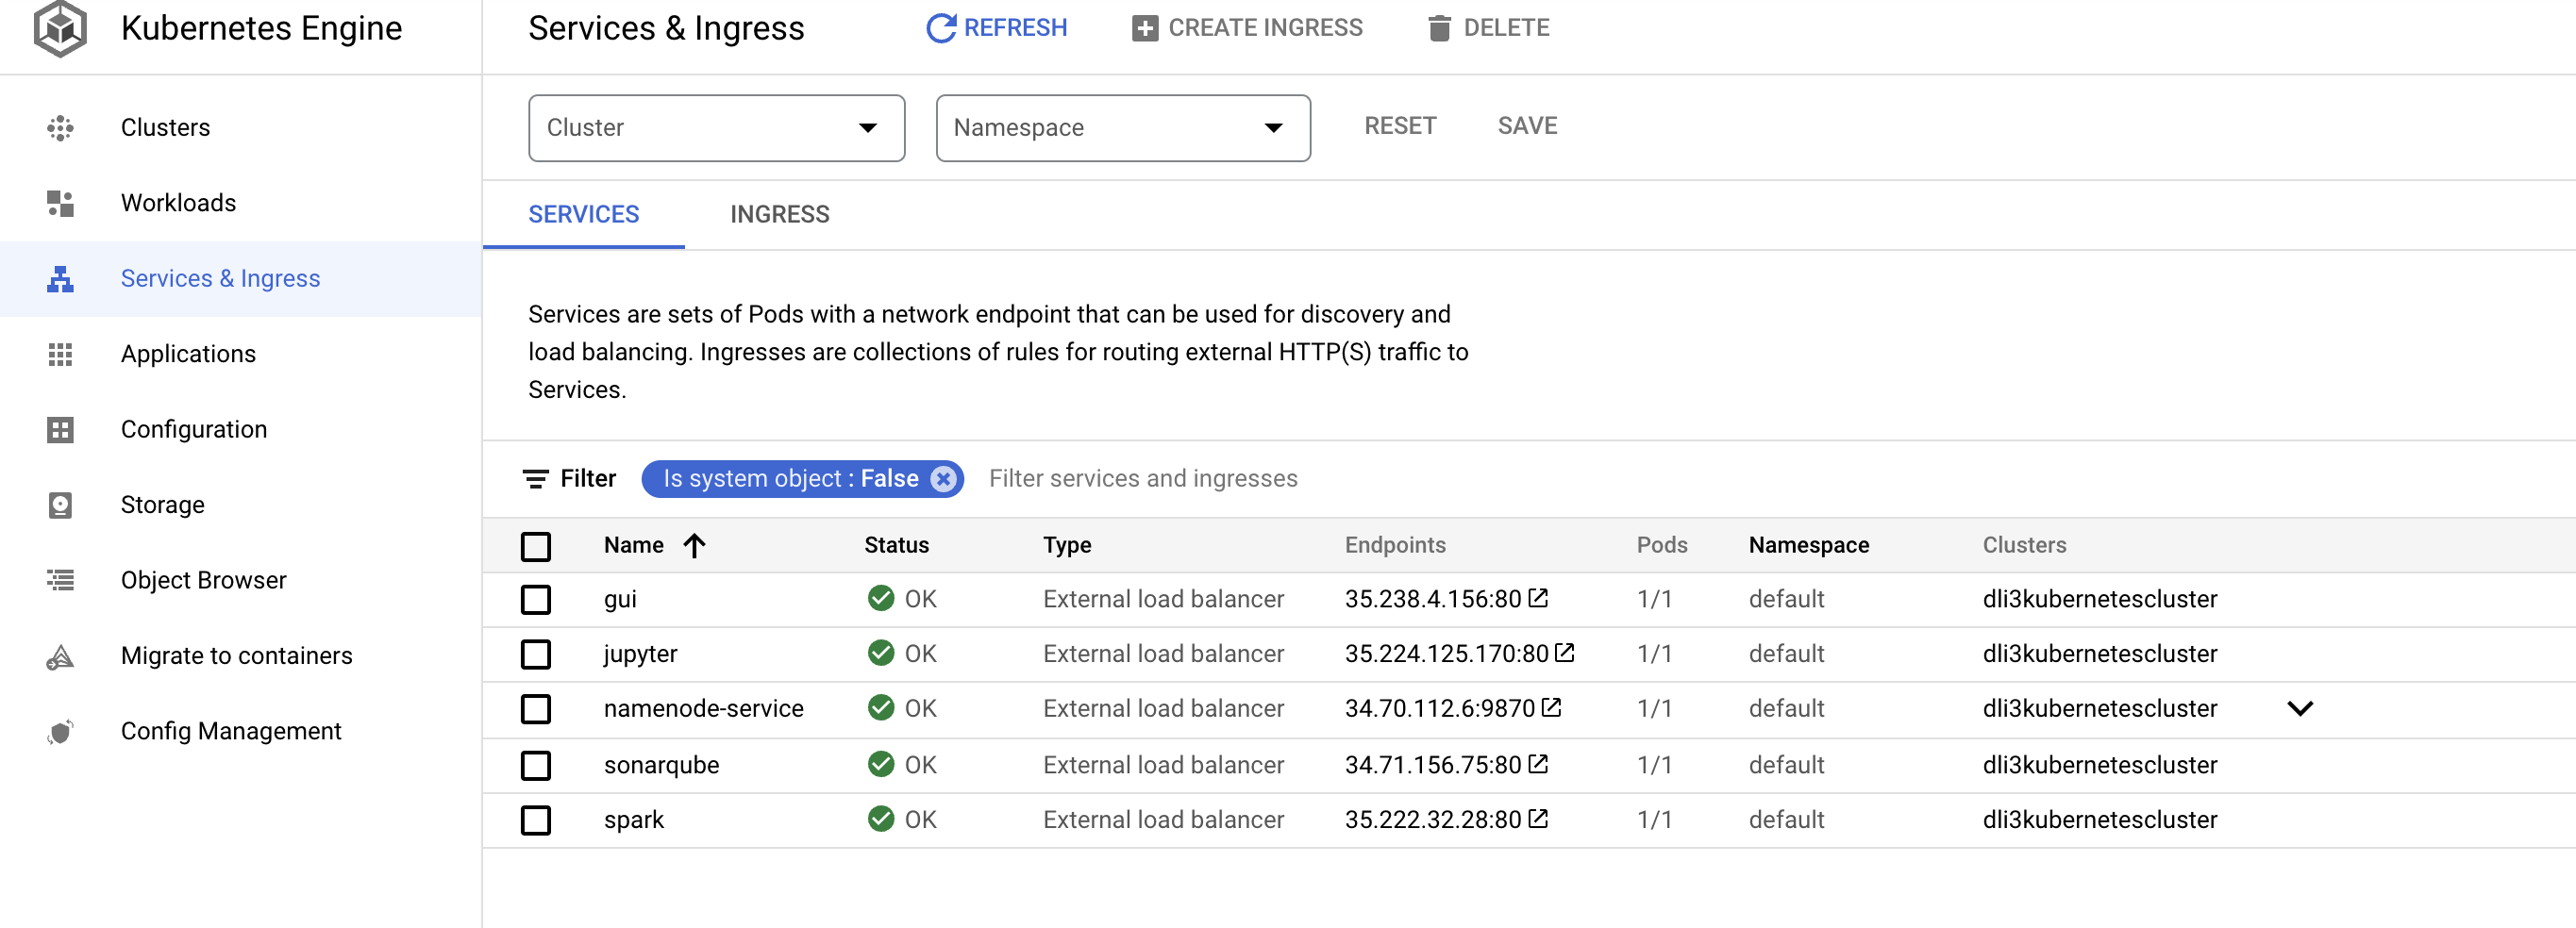 Kubernetes Engine
Services & Ingress
REFRESH
CREATE INGRESS
DELETE
Clusters
Workloads
Services & Ingress
Applications
Configuration
Storage
Object Browser
Migrate to containers
Config Management
Cluster
Namespace
RESET
SAVE
SERVICES
INGRESS
Services are sets of Pods with a network endpoint that can be used for discovery and
load balancing. Ingresses are collections of rules for routing external HTTP(S) traffic to
Services.
Filter Is system object : False Filter services and ingresses
Name Status Type Endpoints Pods Namespace Clusters
gui OK External load balancer 35.238.4.156:80 1/1 default dli3kubernetescluster
jupyter OK External load balancer 35.224.125.170:80 1/1 default dli3kubernetescluster
namenode-service OK External load balancer 34.70.112.6:9870 1/1 default dli3kubernetescluster
sonarqube OK External load balancer 34.71.156.75:80 1/1 default dli3kubernetescluster
spark OK External load balancer 35.222.32.28:80 1/1 default dli3kubernetescluster